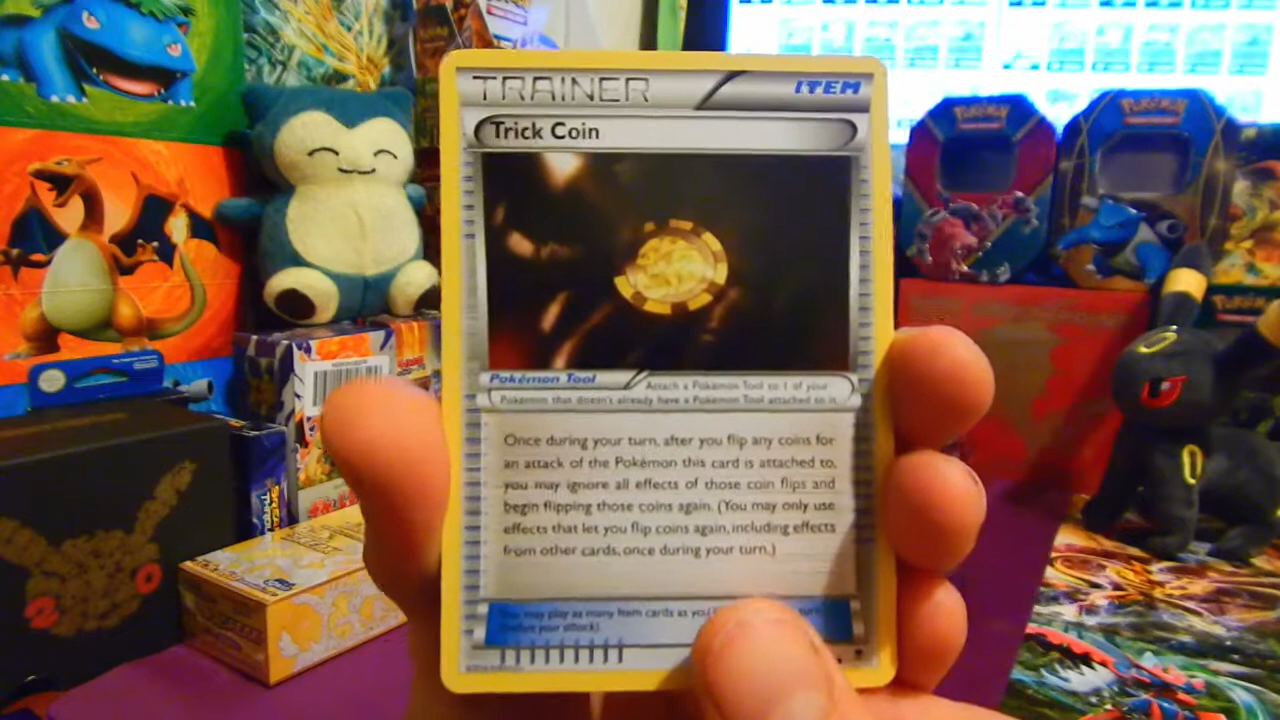 TRAINER
ITEM
Trick Coin
Pokémon Tool
Attach a Pokémon Tool to 1 of your
Pokémon that doesn't already have a Pokémon Tool attached to it.
Once during your turn, after you flip any coins for
an attack of the Pokémon this card is attached to,
you may ignore all effects of those coin flips and
begin flipping those coins again. (You may only use
effects that let you flip coins again, including effects
from other cards, once during your turn.)
You may play as many Item cards as you turn
(before your attack).
POKÉMON
POKÉMON
POKÉMON